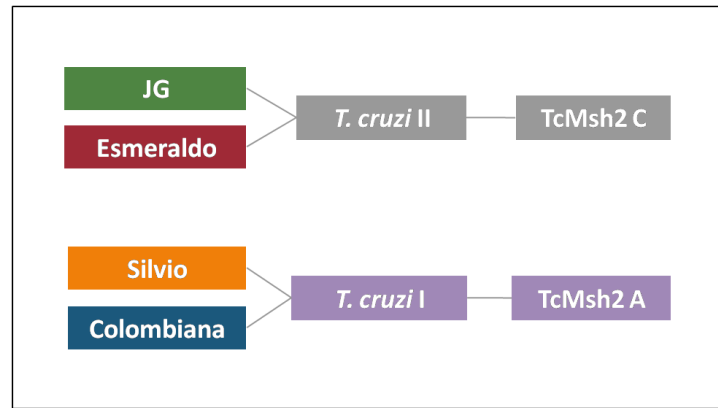 JG
Esmeraldo
T. cruzi II
TcMsh2 C
Silvio
Colombiana
T. cruzi I
TcMsh2 A